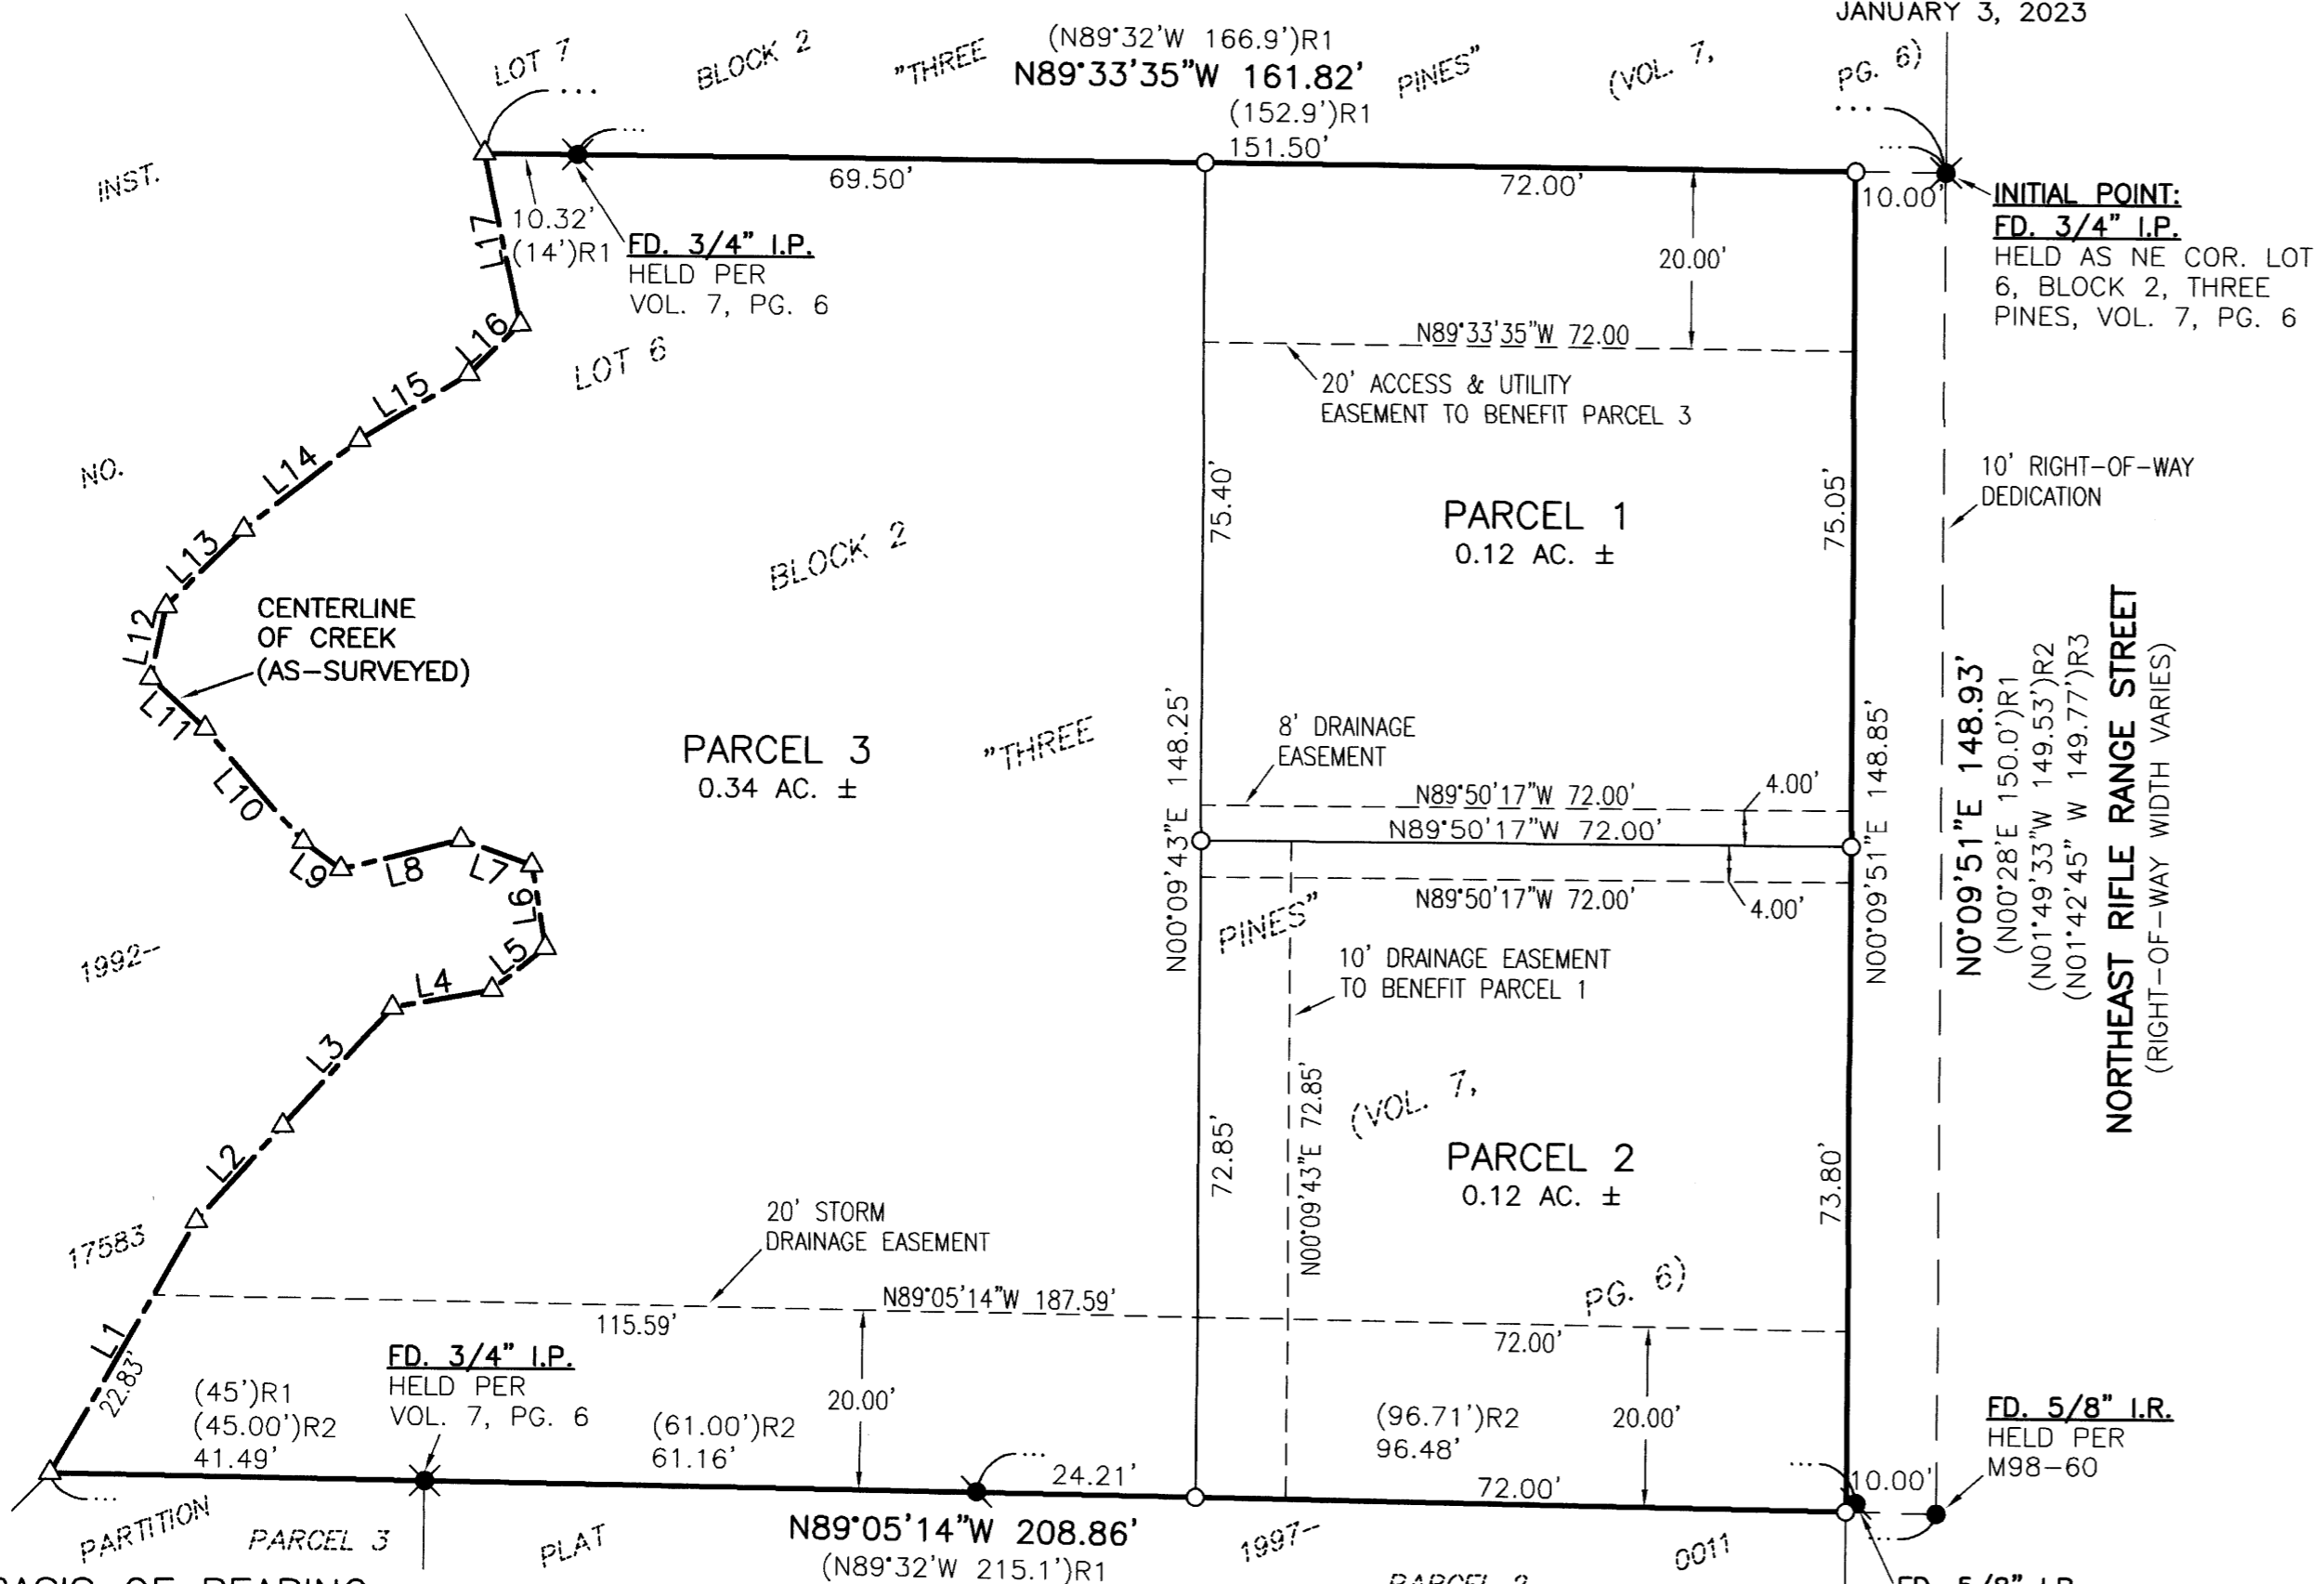 JANUARY 3, 2023
(N89°32'W 166.9')R1
N89°33'35"W 161.82'
(152.9')R1
151.50'
LOT 7
BLOCK 2
"THREE
PINES"
(VOL. 7,
PG. 6)
69.50'
72.00'
10.00'
INITIAL POINT:
FD. 3/4" I.P.
HELD AS NE COR. LOT
6, BLOCK 2, THREE
PINES, VOL. 7, PG. 6
INST.
L17
10.32'
(14')R1
FD. 3/4" I.P.
HELD PER
VOL. 7, PG. 6
20.00'
N89°33'35"W 72.00
20' ACCESS & UTILITY
EASEMENT TO BENEFIT PARCEL 3
L16
LOT 6
L15
NO.
L14
L13
L12
L11
L10
L9
L8
L7
L6
L5
L4
L3
L2
L1
22.83'
75.40'
PARCEL 1
0.12 AC. ±
75.05'
10' RIGHT-OF-WAY
DEDICATION
BLOCK 2
CENTERLINE
OF CREEK
(AS-SURVEYED)
PARCEL 3
0.34 AC. ±
"THREE
N00°09'43"E 148.25'
8' DRAINAGE
EASEMENT
N89°50'17"W 72.00'
4.00'
N89°50'17"W 72.00'
N89°50'17"W 72.00'
4.00'
N00°09'51"E 148.85'
N0°09'51"E 148.93'
(N00°28'E 150.0')R1
(N01°49'33"W 149.53')R2
(N01°42'45" W 149.77')R3
NORTHEAST RIFLE RANGE STREET
(RIGHT-OF-WAY WIDTH VARIES)
PINES"
10' DRAINAGE EASEMENT
TO BENEFIT PARCEL 1
1992-
N00°09'43"E 72.85'
(VOL. 7,
72.85'
PARCEL 2
0.12 AC. ±
73.80'
17583
20' STORM
DRAINAGE EASEMENT
PG. 6)
N89°05'14"W 187.59'
115.59'
72.00'
FD. 3/4" I.P.
HELD PER
VOL. 7, PG. 6
(45')R1
(45.00')R2
41.49'
(61.00')R2
61.16'
20.00'
24.21'
(96.71')R2
96.48'
20.00'
72.00'
10.00'
FD. 5/8" I.R.
HELD PER
M98-60
N89°05'14"W 208.86'
(N89°32'W 215.1')R1
PARTITION
PARCEL 3
PLAT
1997-
0011